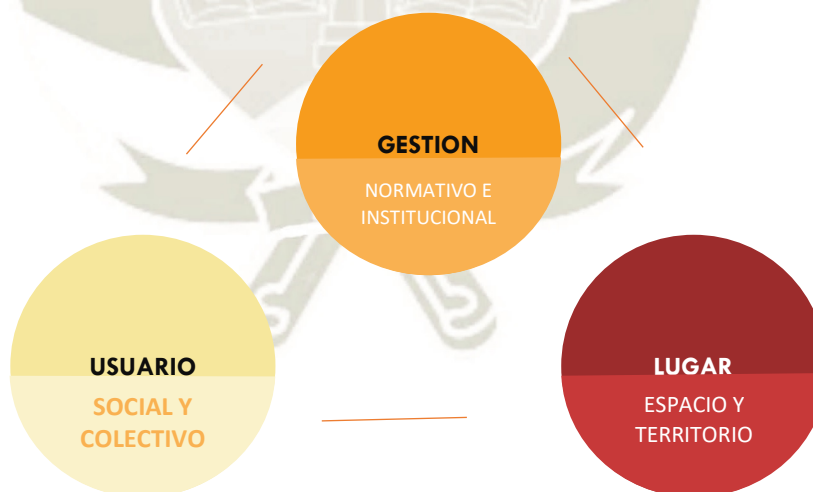 GESTION
NORMATIVO E
INSTITUCIONAL
USUARIO
SOCIAL Y
COLECTIVO
LUGAR
ESPACIO Y
TERRITORIO